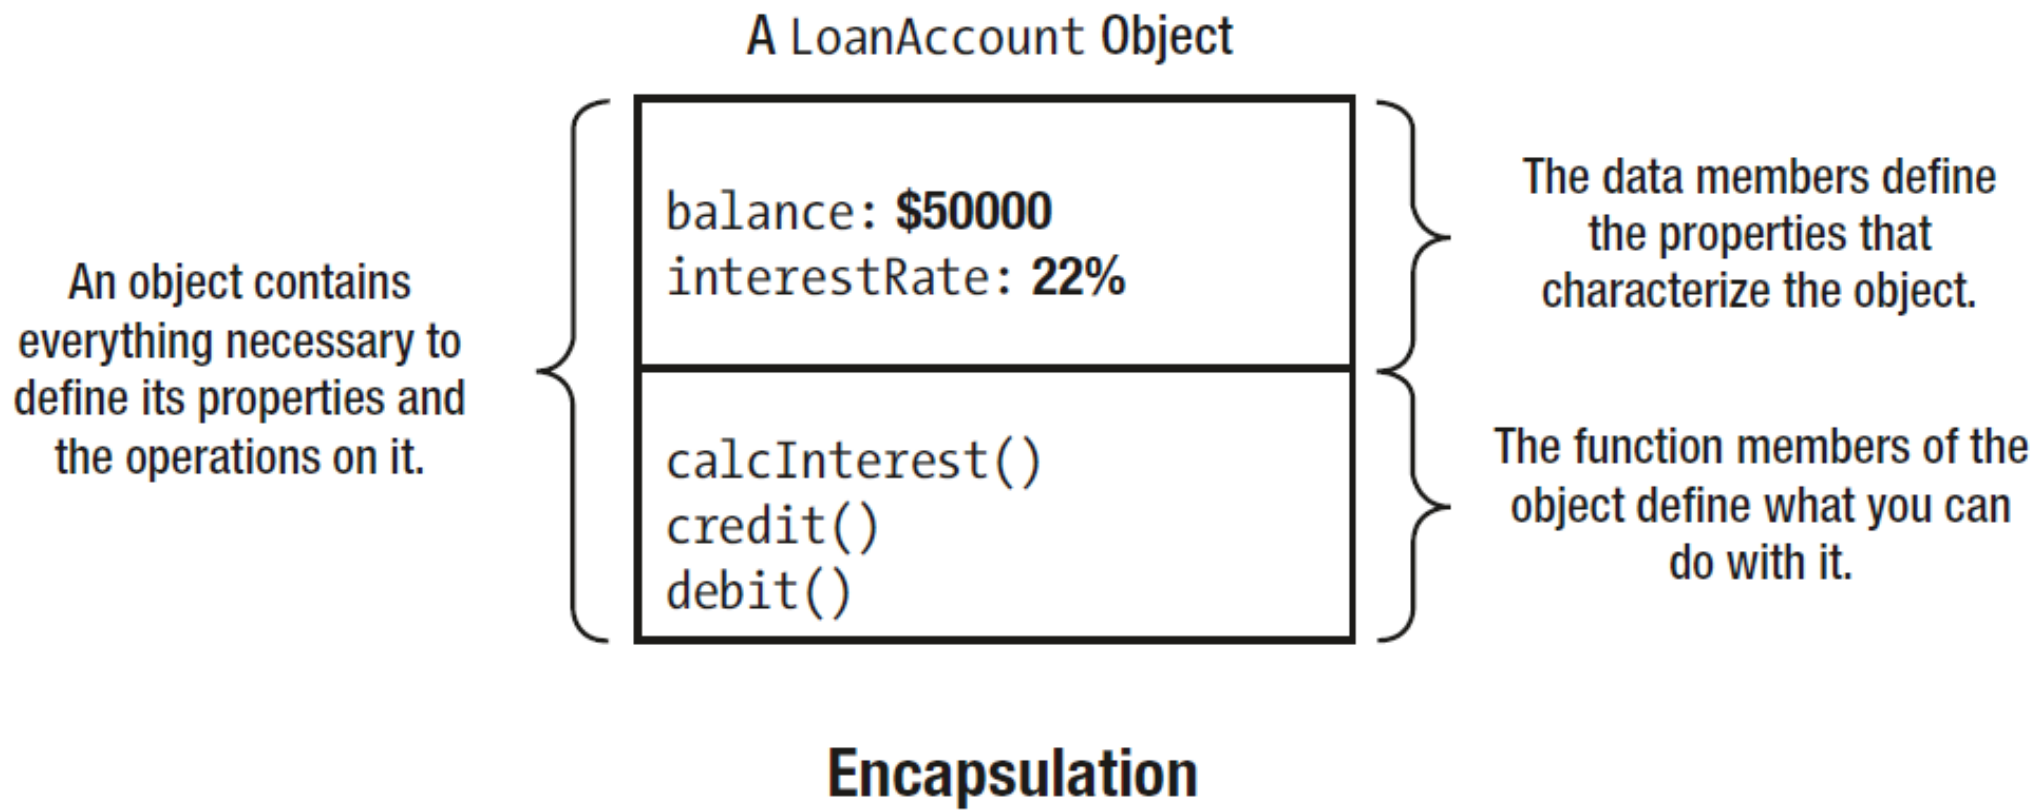 A LoanAccount Object
An object contains
everything necessary to
define its properties and
the operations on it.
balance: $50000
interestRate: 22%
calcInterest()
credit()
debit()
The data members define
the properties that
characterize the object.
The function members of the
object define what you can
do with it.
Encapsulation